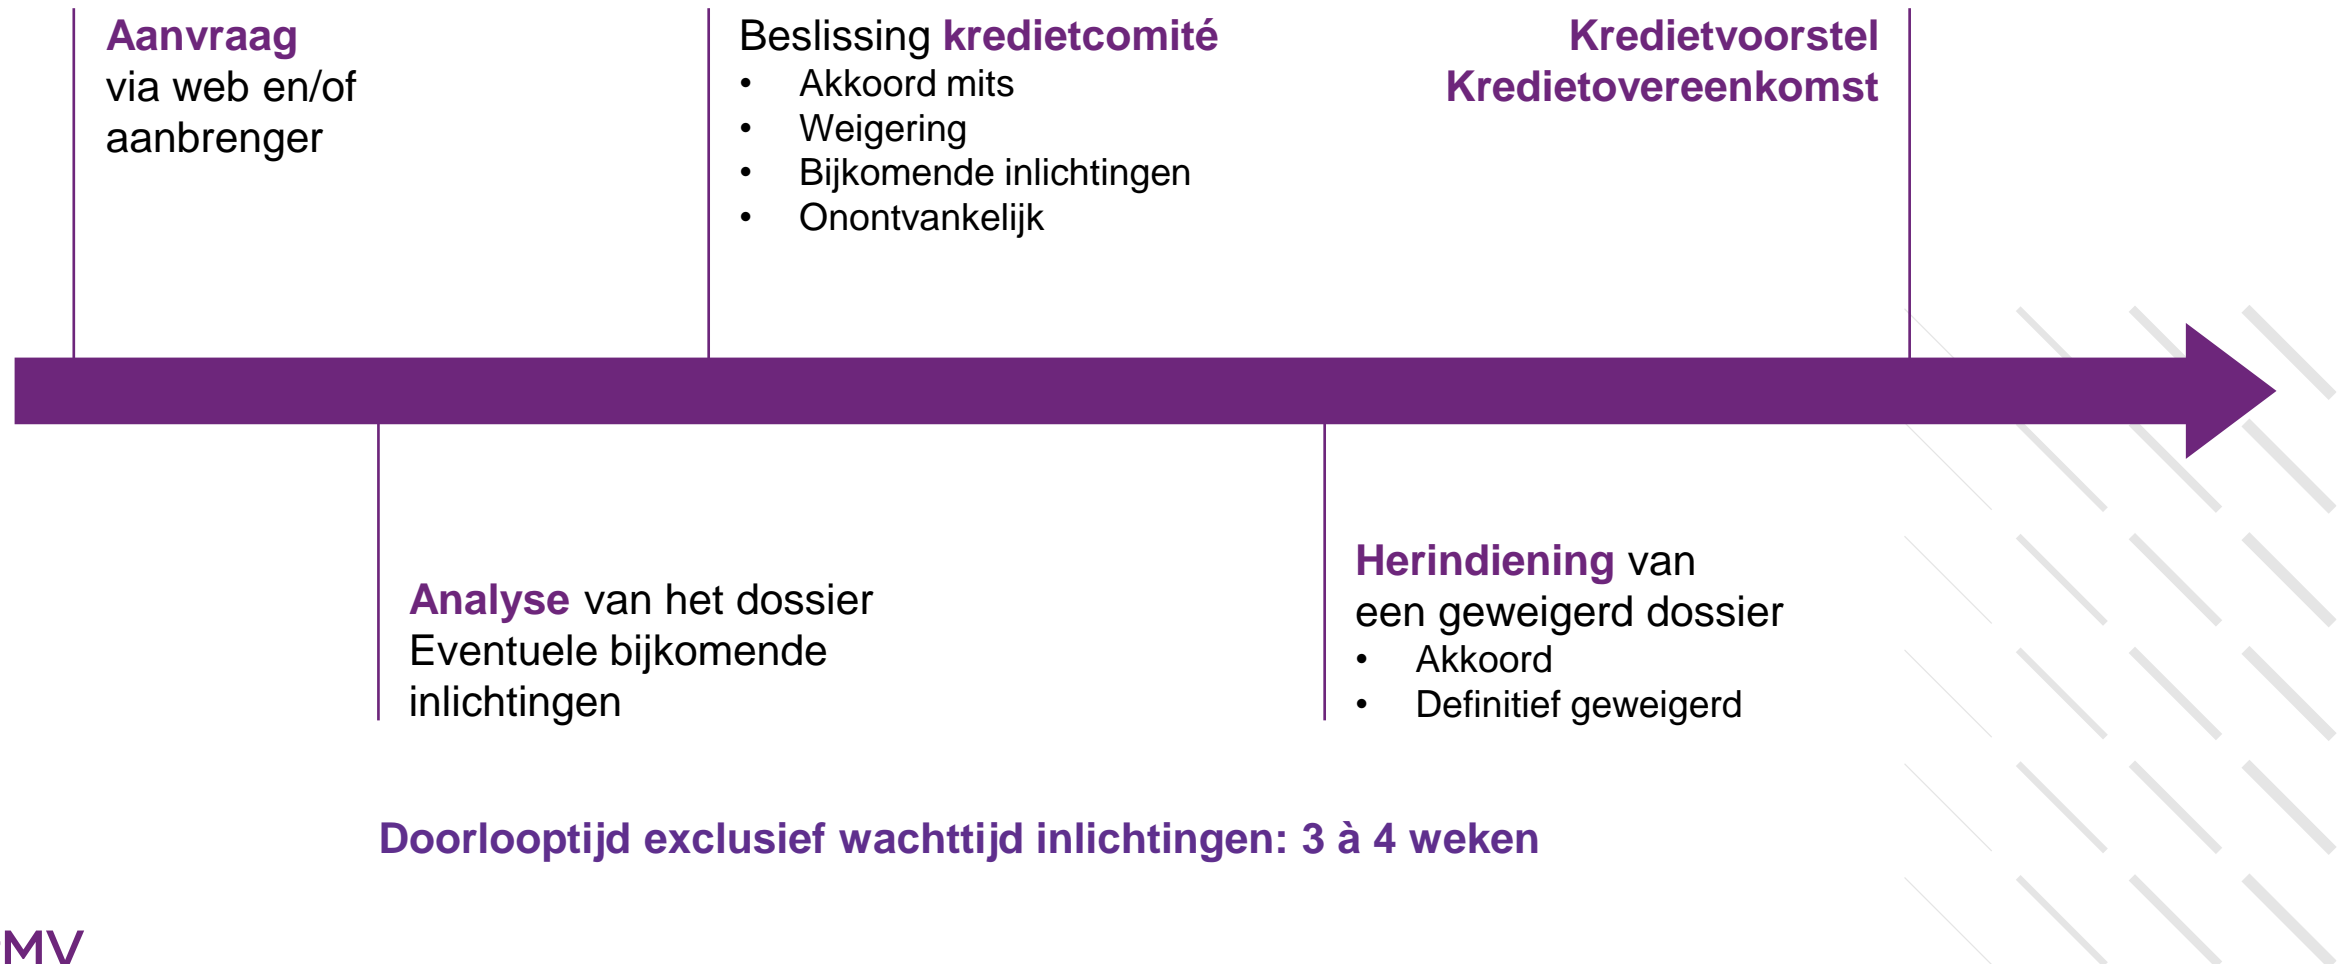 Aanvraag
via web en/of
aanbrenger
Beslissing kredietcomité
• Akkoord mits
• Weigering
• Bijkomende inlichtingen
• Onontvankelijk
Kredietvoorstel
Kredietovereenkomst
Analyse van het dossier
Eventuele bijkomende
inlichtingen
Herindiening van
een geweigerd dossier
• Akkoord
• Definitief geweigerd
Doorlooptijd exclusief wachttijd inlichtingen: 3 à 4 weken
MV